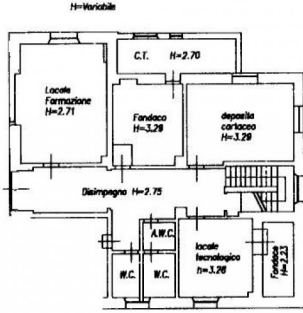 H=Variabile
C.T. H=2.70
Locale
Formazione
H=2.71
Fondaco
H=3.29
deposito
cartaceo
H=3.29
Disimpegno H=2.75
A.W.C.
W.C.
W.C.
locale
tecnologico
h=3.26
Fondaco
H=2.23